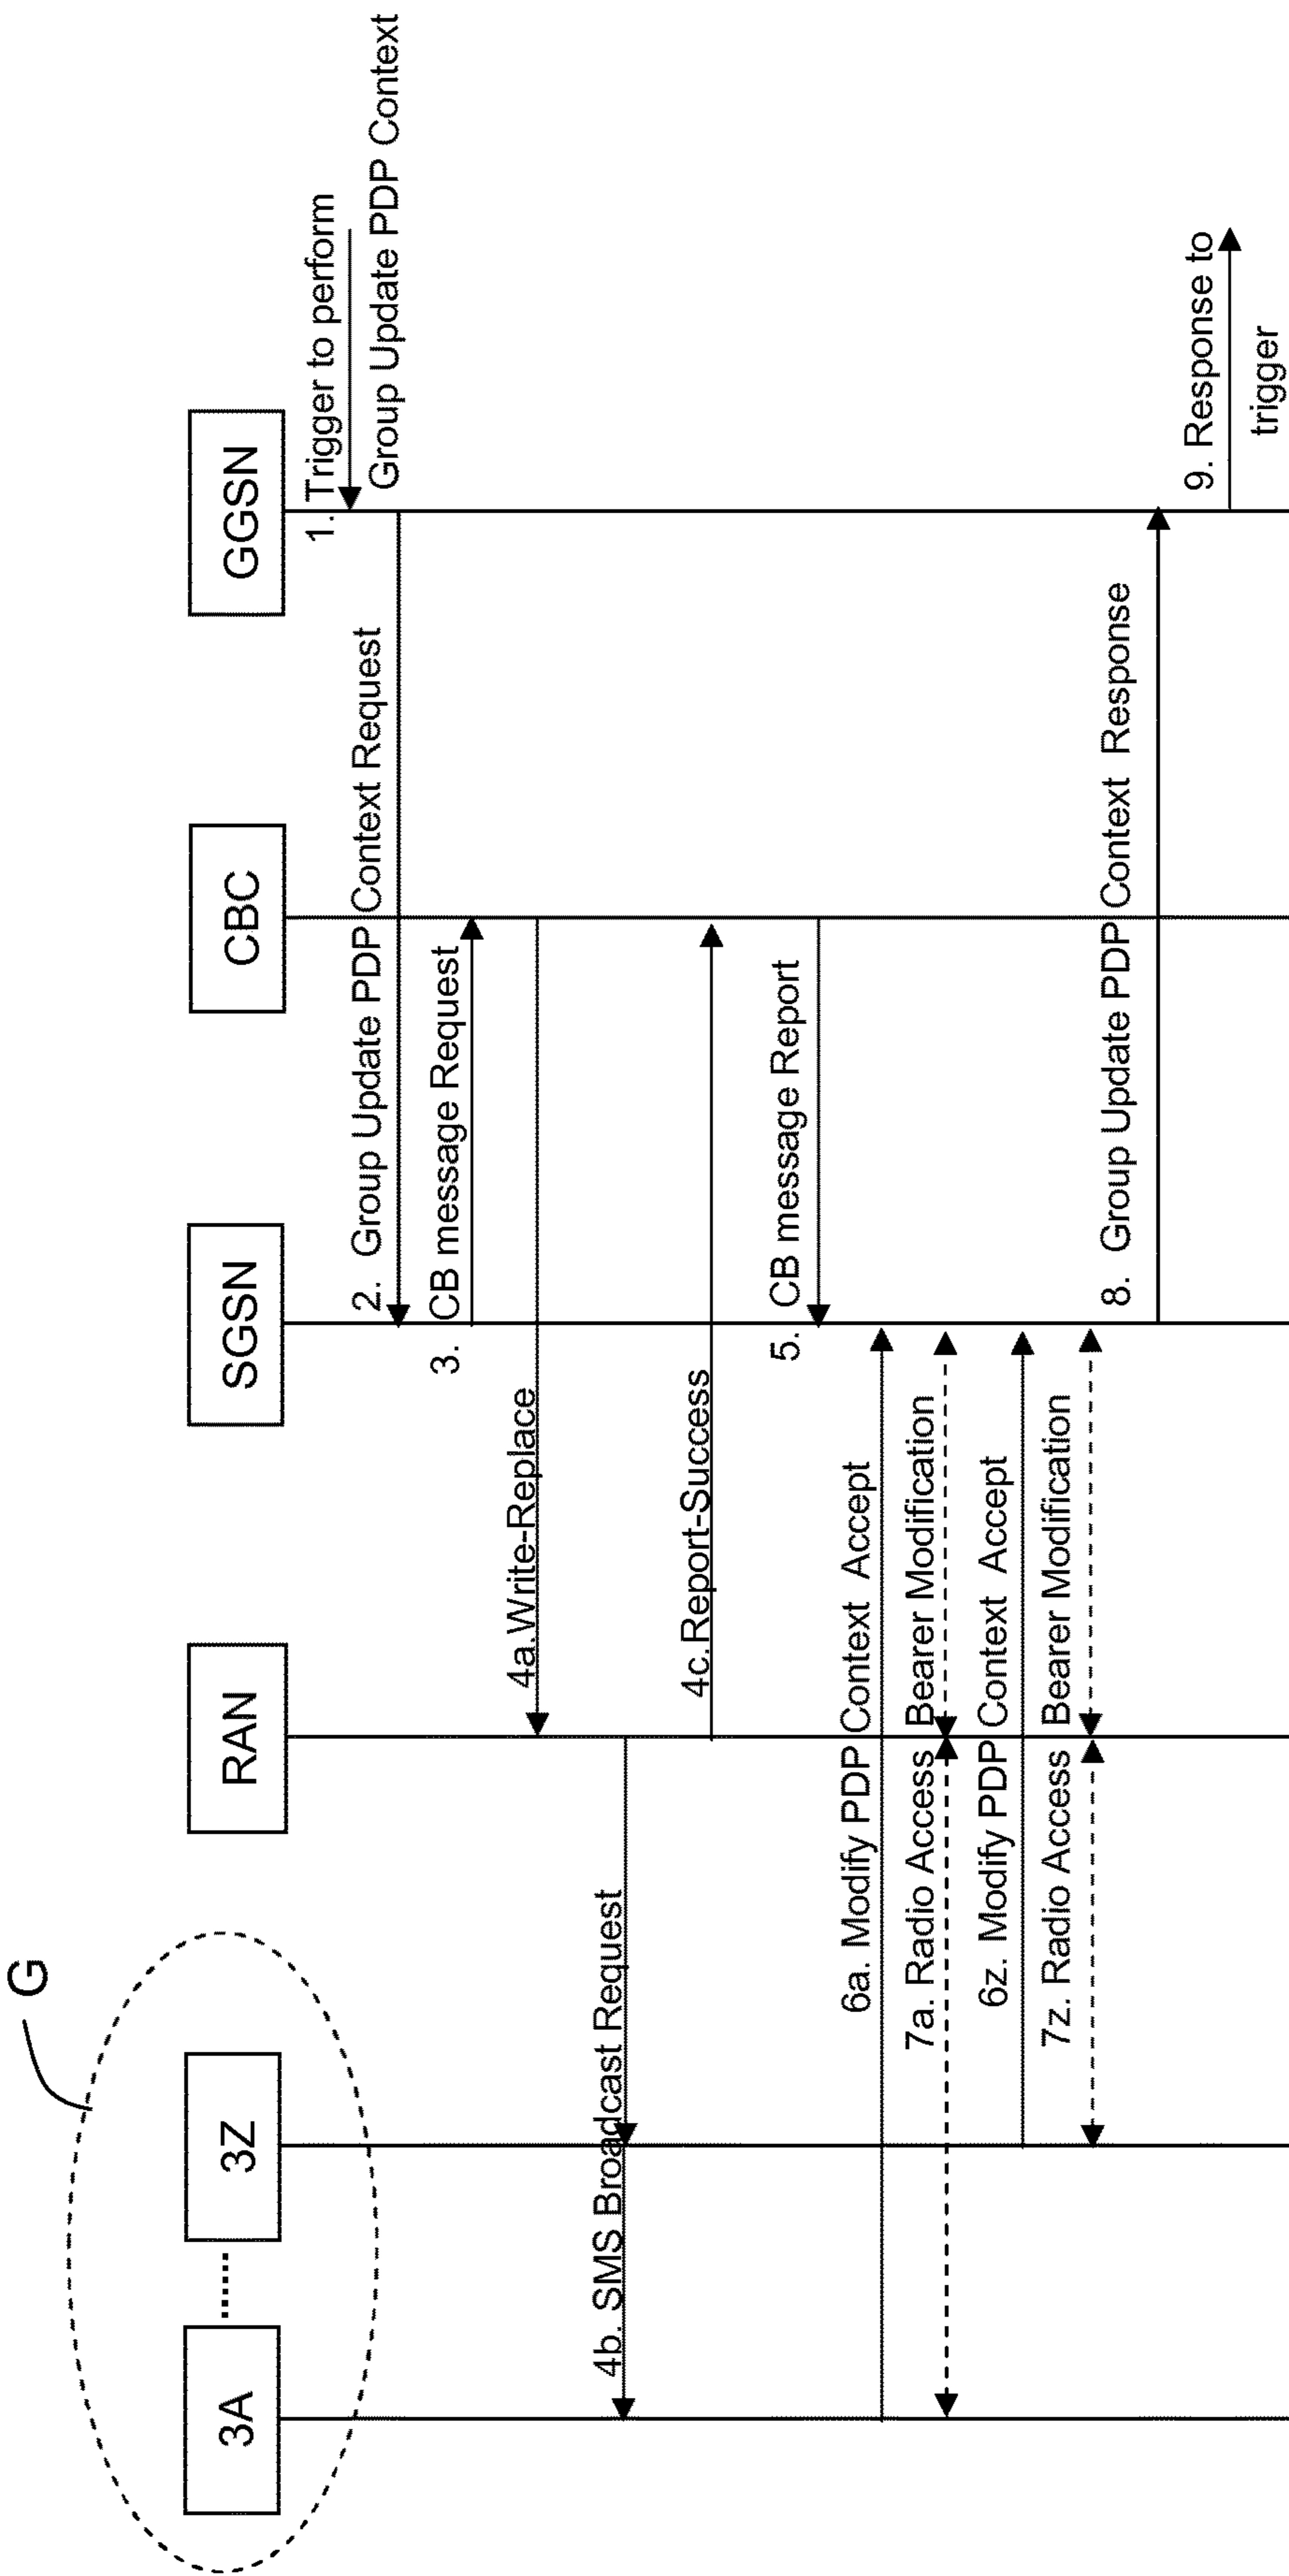 G
3A
......
3Z
RAN
SGSN
CBC
GGSN
1. Trigger to perform
Group Update PDP Context
2. Group Update PDP Context Request
3. CB message Request
4a.Write-Replace
4b. SMS Broadcast Request
4c.Report-Success
5. CB message Report
6a. Modify PDP Context Accept
7a. Radio Access Bearer Modification
6z. Modify PDP Context Accept
7z. Radio Access Bearer Modification
8. Group Update PDP Context Response
9. Response to
trigger